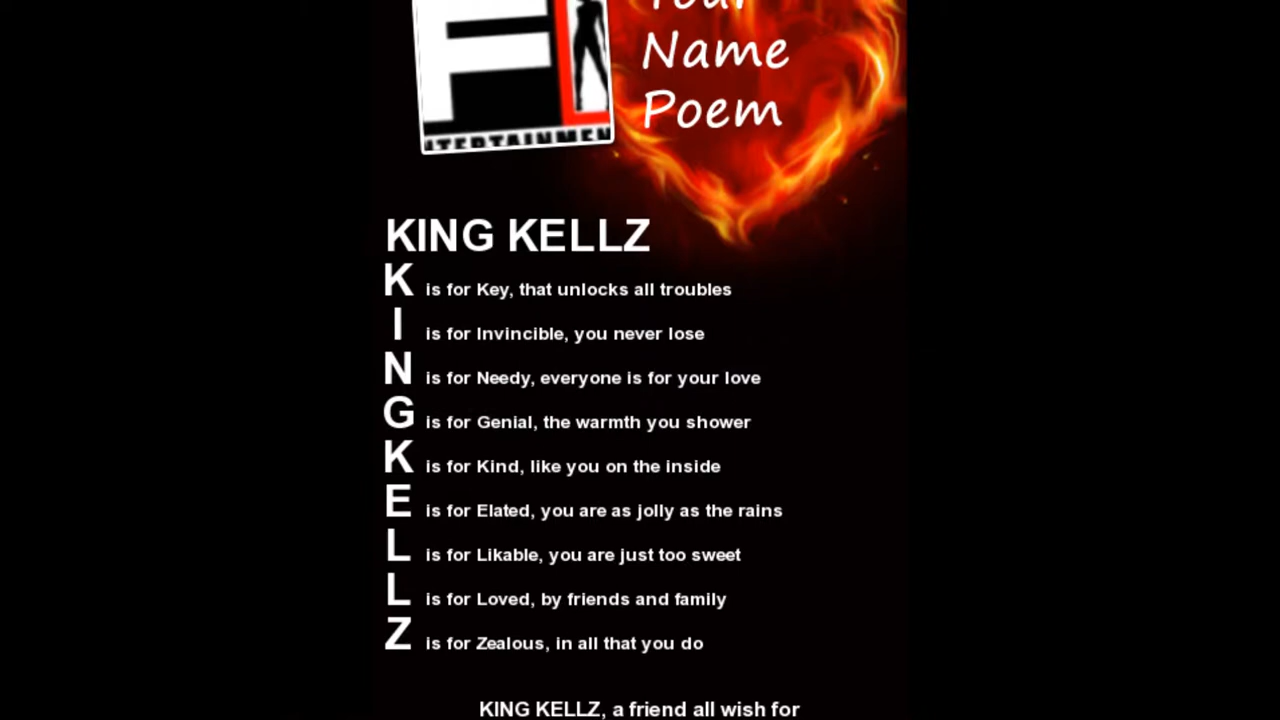 Your
Name
Poem
ENTERTAINMENT
KING KELLZ
K is for Key, that unlocks all troubles
I is for Invincible, you never lose
N is for Needy, everyone is for your love
G is for Genial, the warmth you shower
K is for Kind, like you on the inside
E is for Elated, you are as jolly as the rains
L is for Likable, you are just too sweet
L is for Loved, by friends and family
Z is for Zealous, in all that you do
KING KELLZ, a friend all wish for